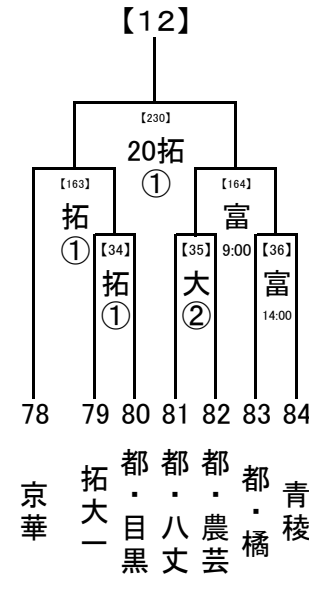 【12】
【230】
20拓
①
【163】
拓
①
【164】
富
9:00
【34】
拓
①
【35】
大
②
【36】
富
14:00
78 79 80 81 82 83 84
京華
拓大一
都・目黒
都・八丈
都・農芸
都・橘
青稜